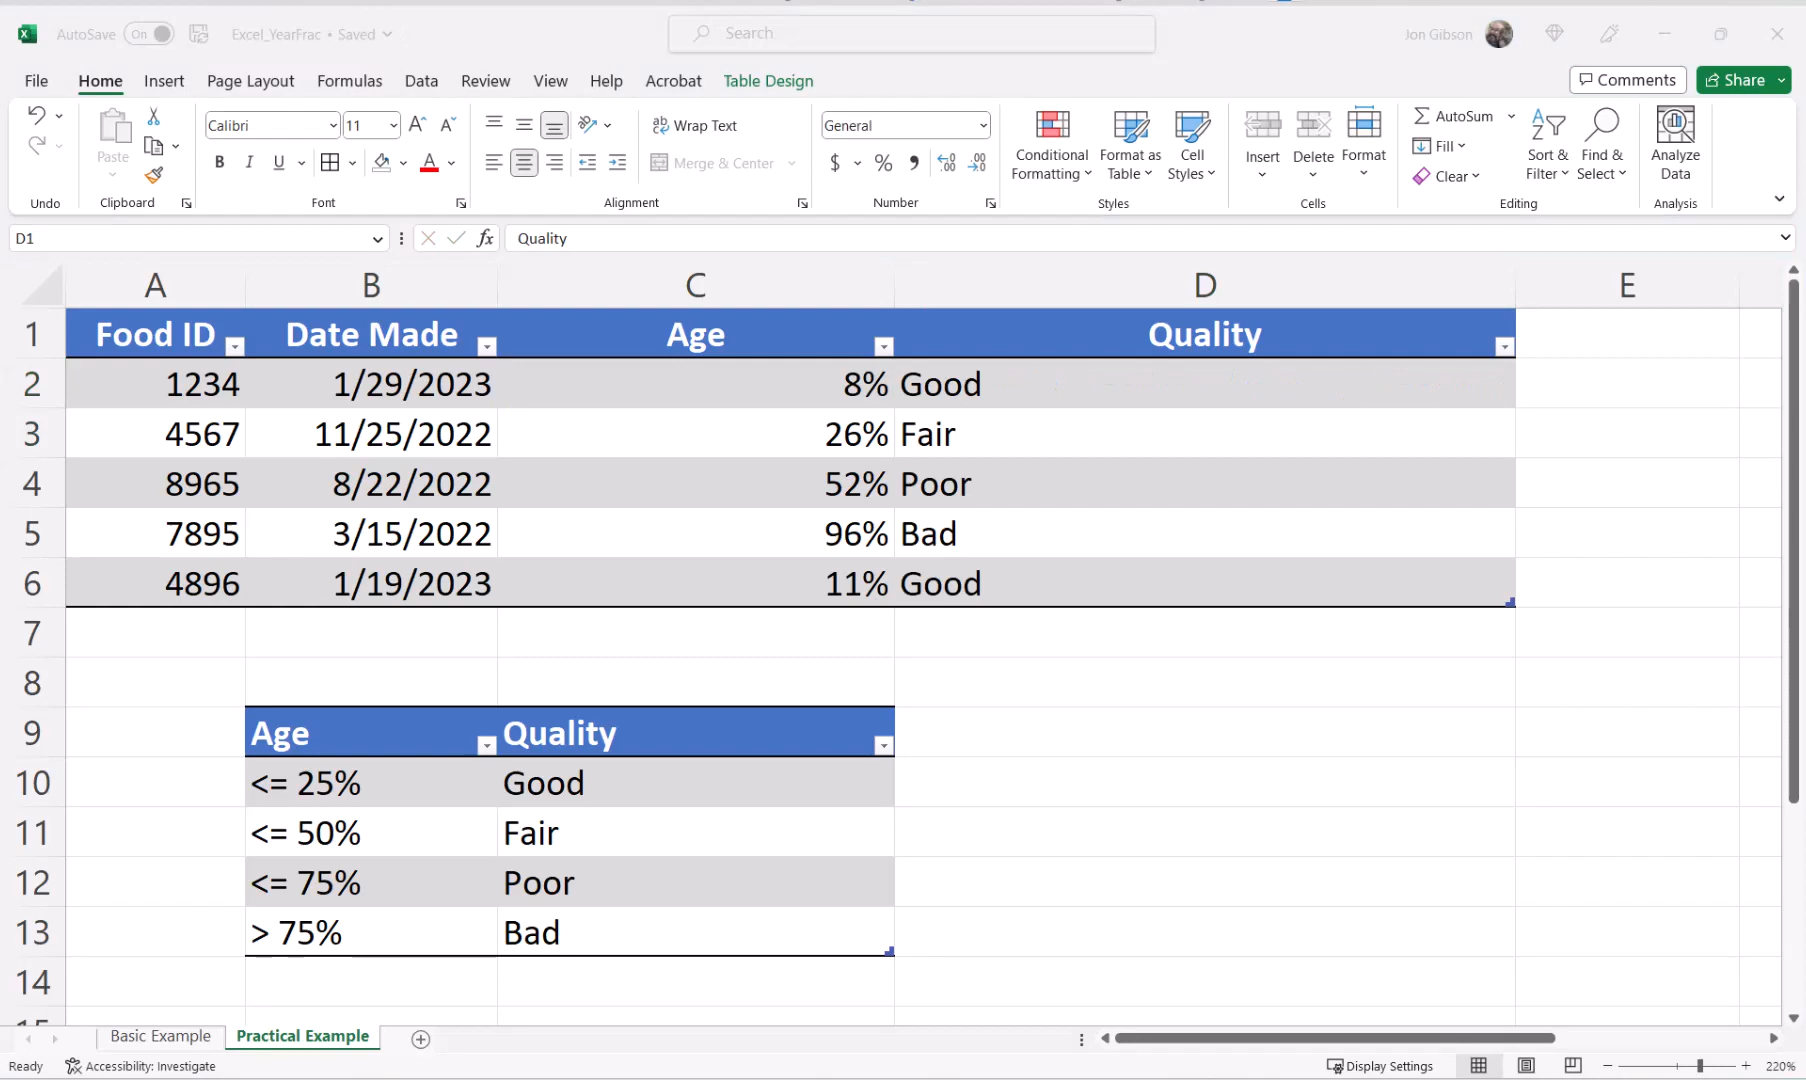 AutoSave On Excel_YearFrac • Saved Search Jon Gibson
File Home Insert Page Layout Formulas Data Review View Help Acrobat Table Design Comments Share
Paste Calibri 11 Wrap Text General Conditional Formatting Format as Table Cell Styles Insert Delete Format AutoSum Sort & Filter Find & Select Analyze Data
B I U A Merge & Center $ % Fill
Clear
Undo Clipboard Font Alignment Number Styles Cells Editing Analysis
D1 fx Quality
A B C D E
1 Food ID Date Made Age Quality
2 1234 1/29/2023 8% Good
3 4567 11/25/2022 26% Fair
4 8965 8/22/2022 52% Poor
5 7895 3/15/2022 96% Bad
6 4896 1/19/2023 11% Good
7
8
9 Age Quality
10 <= 25% Good
11 <= 50% Fair
12 <= 75% Poor
13 > 75% Bad
14
Basic Example Practical Example
Ready Accessibility: Investigate Display Settings 220%